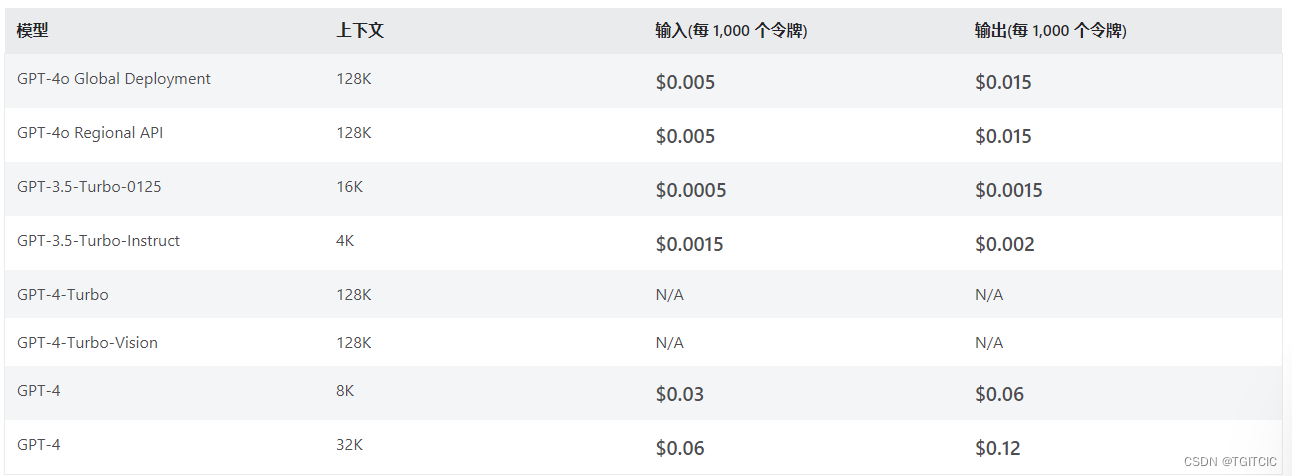 模型 上下文 输入(每 1,000 个令牌) 输出(每 1,000 个令牌)
GPT-4o Global Deployment 128K $0.005 $0.015
GPT-4o Regional API 128K $0.005 $0.015
GPT-3.5-Turbo-0125 16K $0.0005 $0.0015
GPT-3.5-Turbo-Instruct 4K $0.0015 $0.002
GPT-4-Turbo 128K N/A N/A
GPT-4-Turbo-Vision 128K N/A N/A
GPT-4 8K $0.03 $0.06
GPT-4 32K $0.06 $0.12
CSDN @TGITCIC